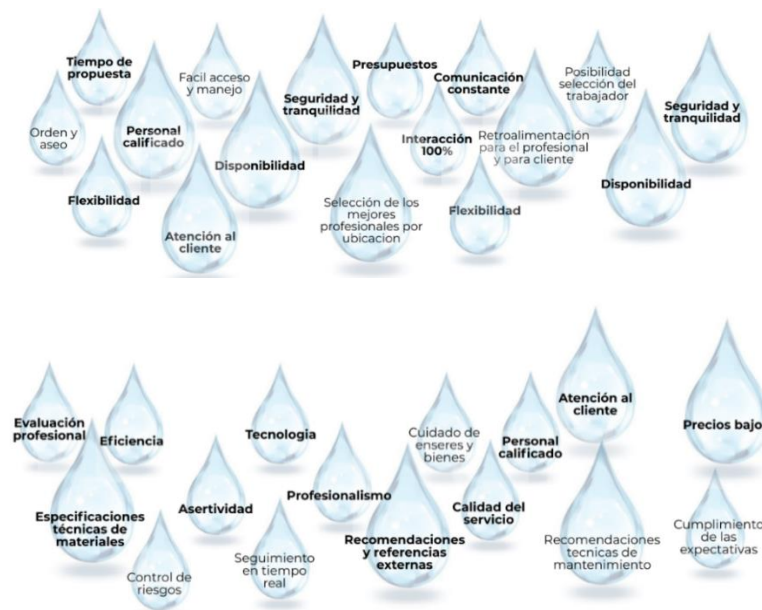 Tiempo de
propuesta
Facil acceso
y manejo
Seguridad y
tranquilidad
Presupuestos
Comunicación
constante
Posibilidad
selección del
trabajador
Seguridad y
tranquilidad
Orden y
aseo
Personal
calificado
Disponibilidad
Interacción
100%
Retroalimentación
para el profesional
y para cliente
Disponibilidad
Flexibilidad
Atención al
cliente
Selección de los
mejores
profesionales por
ubicacion
Flexibilidad
Evaluación
profesional
Eficiencia
Tecnologia
Cuidado de
enseres y
bienes
Personal
calificado
Atención al
cliente
Precios bajo
Especificaciones
técnicas de
materiales
Asertividad
Profesionalismo
Recomendaciones
y referencias
externas
Calidad del
servicio
Recomendaciones
tecnicas de
mantenimiento
Cumplimiento
de las
expectativas
Control de
riesgos
Seguimiento
en tiempo
real